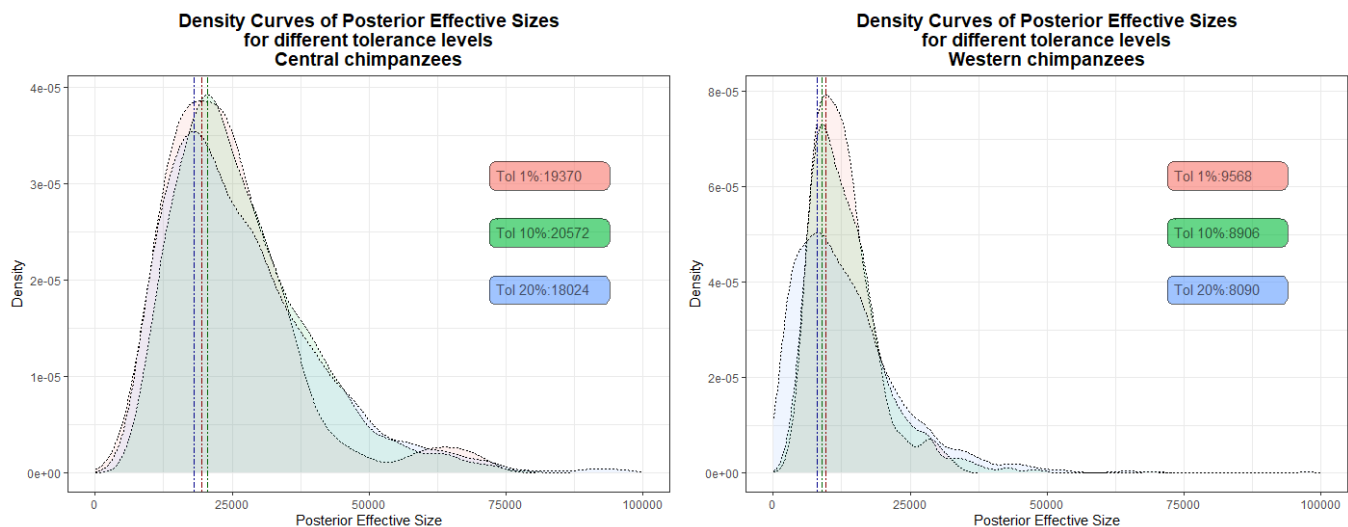 Density Curves of Posterior Effective Sizes
for different tolerance levels
Central chimpanzees
4e-05
3e-05
2e-05
1e-05
0e+00
Density
Tol 1%:19370
Tol 10%:20572
Tol 20%:18024
0
25000
50000
75000
100000
Posterior Effective Size
Density Curves of Posterior Effective Sizes
for different tolerance levels
Western chimpanzees
8e-05
6e-05
4e-05
2e-05
0e+00
Density
Tol 1%:9568
Tol 10%:8906
Tol 20%:8090
0
25000
50000
75000
100000
Posterior Effective Size